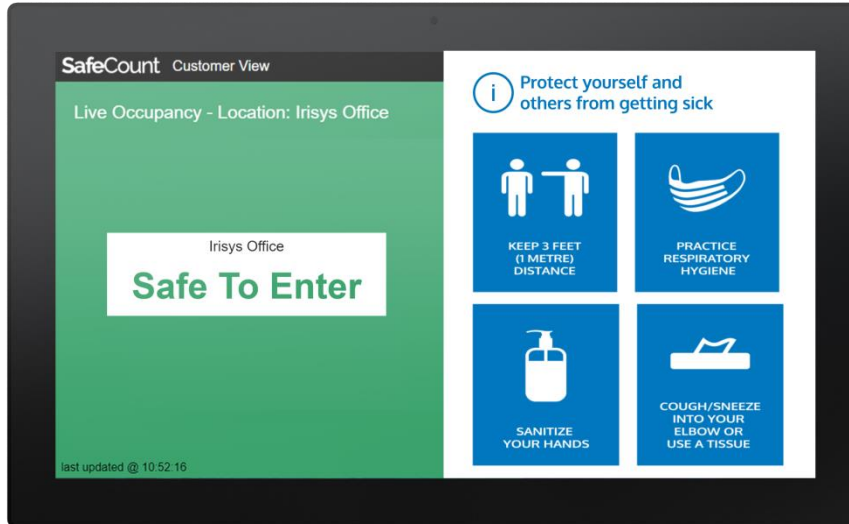 SafeCount Customer View
Live Occupancy - Location: Irisys Office
Irisys Office
Safe To Enter
last updated @ 10:52:16
i
Protect yourself and
others from getting sick
KEEP 3 FEET
(1 METRE)
DISTANCE
PRACTICE
RESPIRATORY
HYGIENE
SANITIZE
YOUR HANDS
COUGH/SNEEZE
INTO YOUR
ELBOW OR
USE A TISSUE